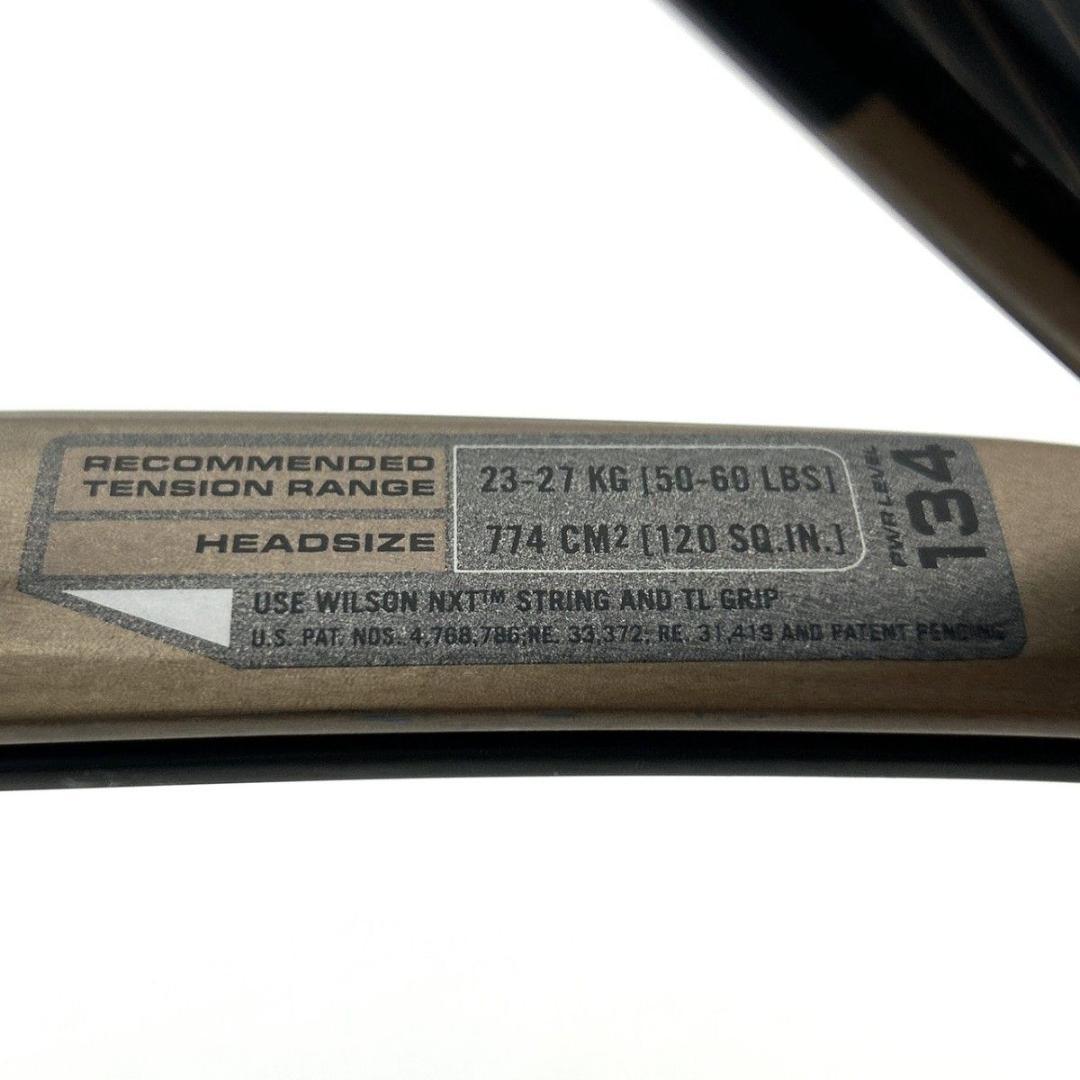 RECOMMENDED
TENSION RANGE
23-27 KG [50-60 LBS]
HEADSIZE
774 CM² [120 SQ.IN.]
PWR LEVEL
134
USE WILSON NXT™ STRING AND TL GRIP
U.S. PAT. NOS. 4,768,786; RE. 33,372; RE. 31,419 AND PATENT PENDING